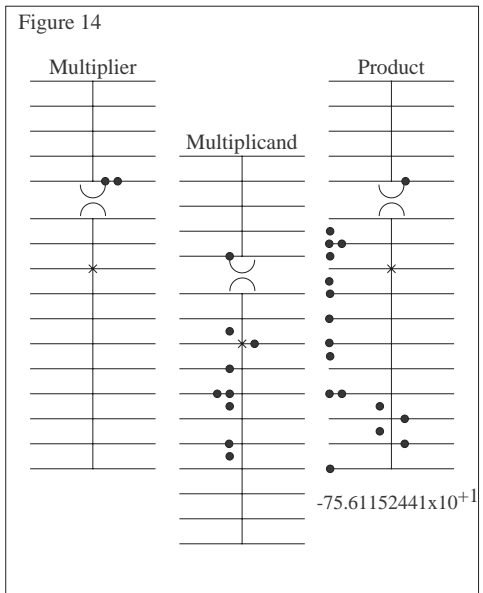 Figure 14
Multiplier
Product
Multiplicand
-75.61152441x10+1